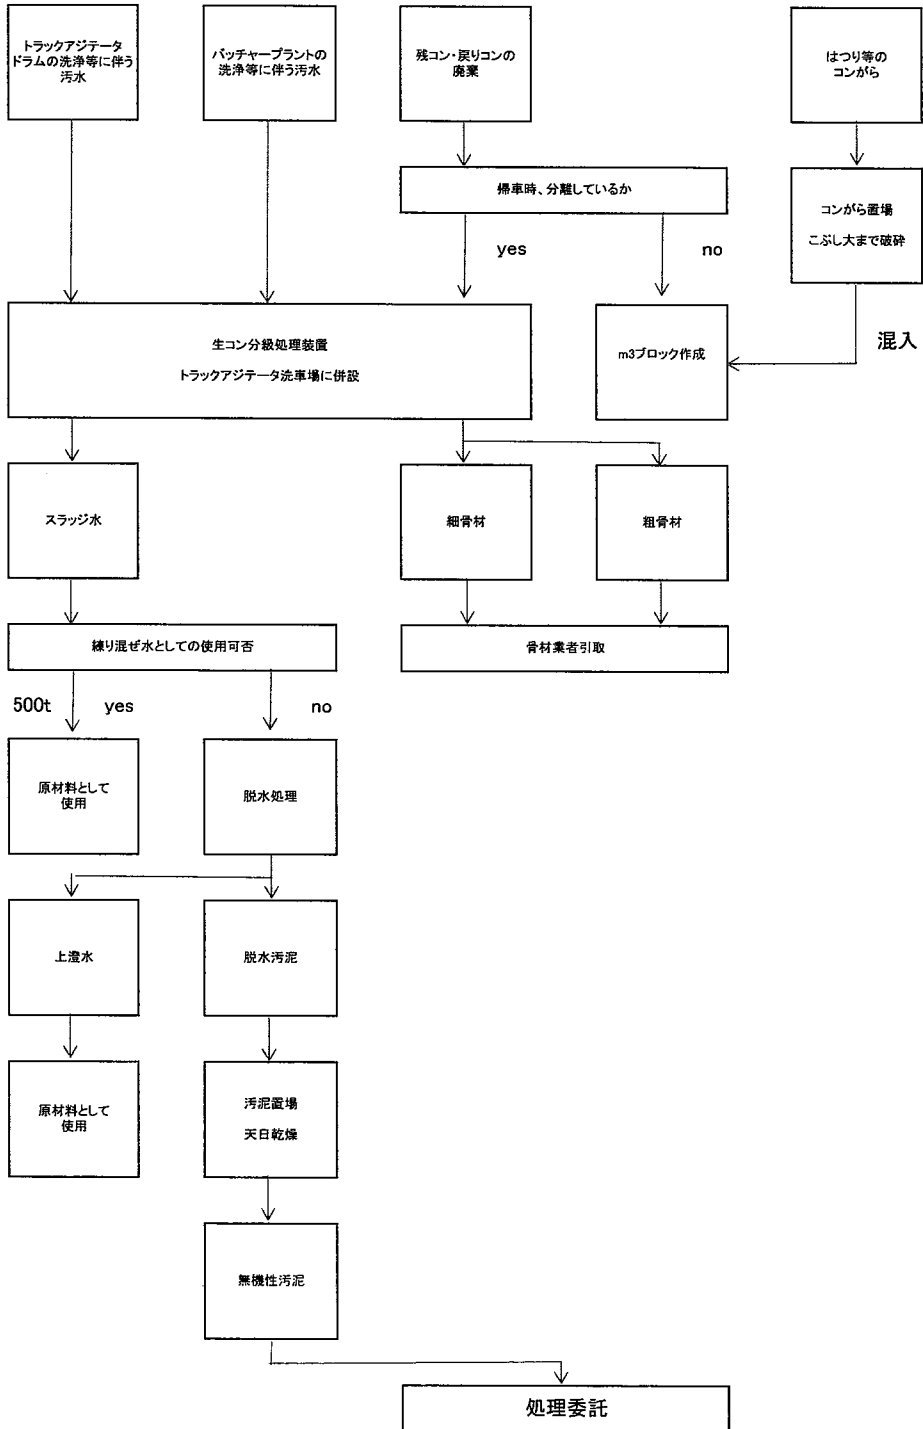 トラックアジテータ
ドラムの洗浄等に伴う
汚水
バッチャープラントの
洗浄等に伴う汚水
残コン・戻りコンの
廃棄
はつり等の
コンがら
帰車時、分離しているか
コンがら置場
こぶし大まで破砕
yes
no
生コン分級処理装置
トラックアジテータ洗車場に併設
m3ブロック作成
混入
スラッジ水
細骨材
粗骨材
練り混ぜ水としての使用可否
骨材業者引取
500t
yes
no
原材料として
使用
脱水処理
上澄水
脱水汚泥
原材料として
使用
汚泥置場
天日乾燥
無機性汚泥
処理委託